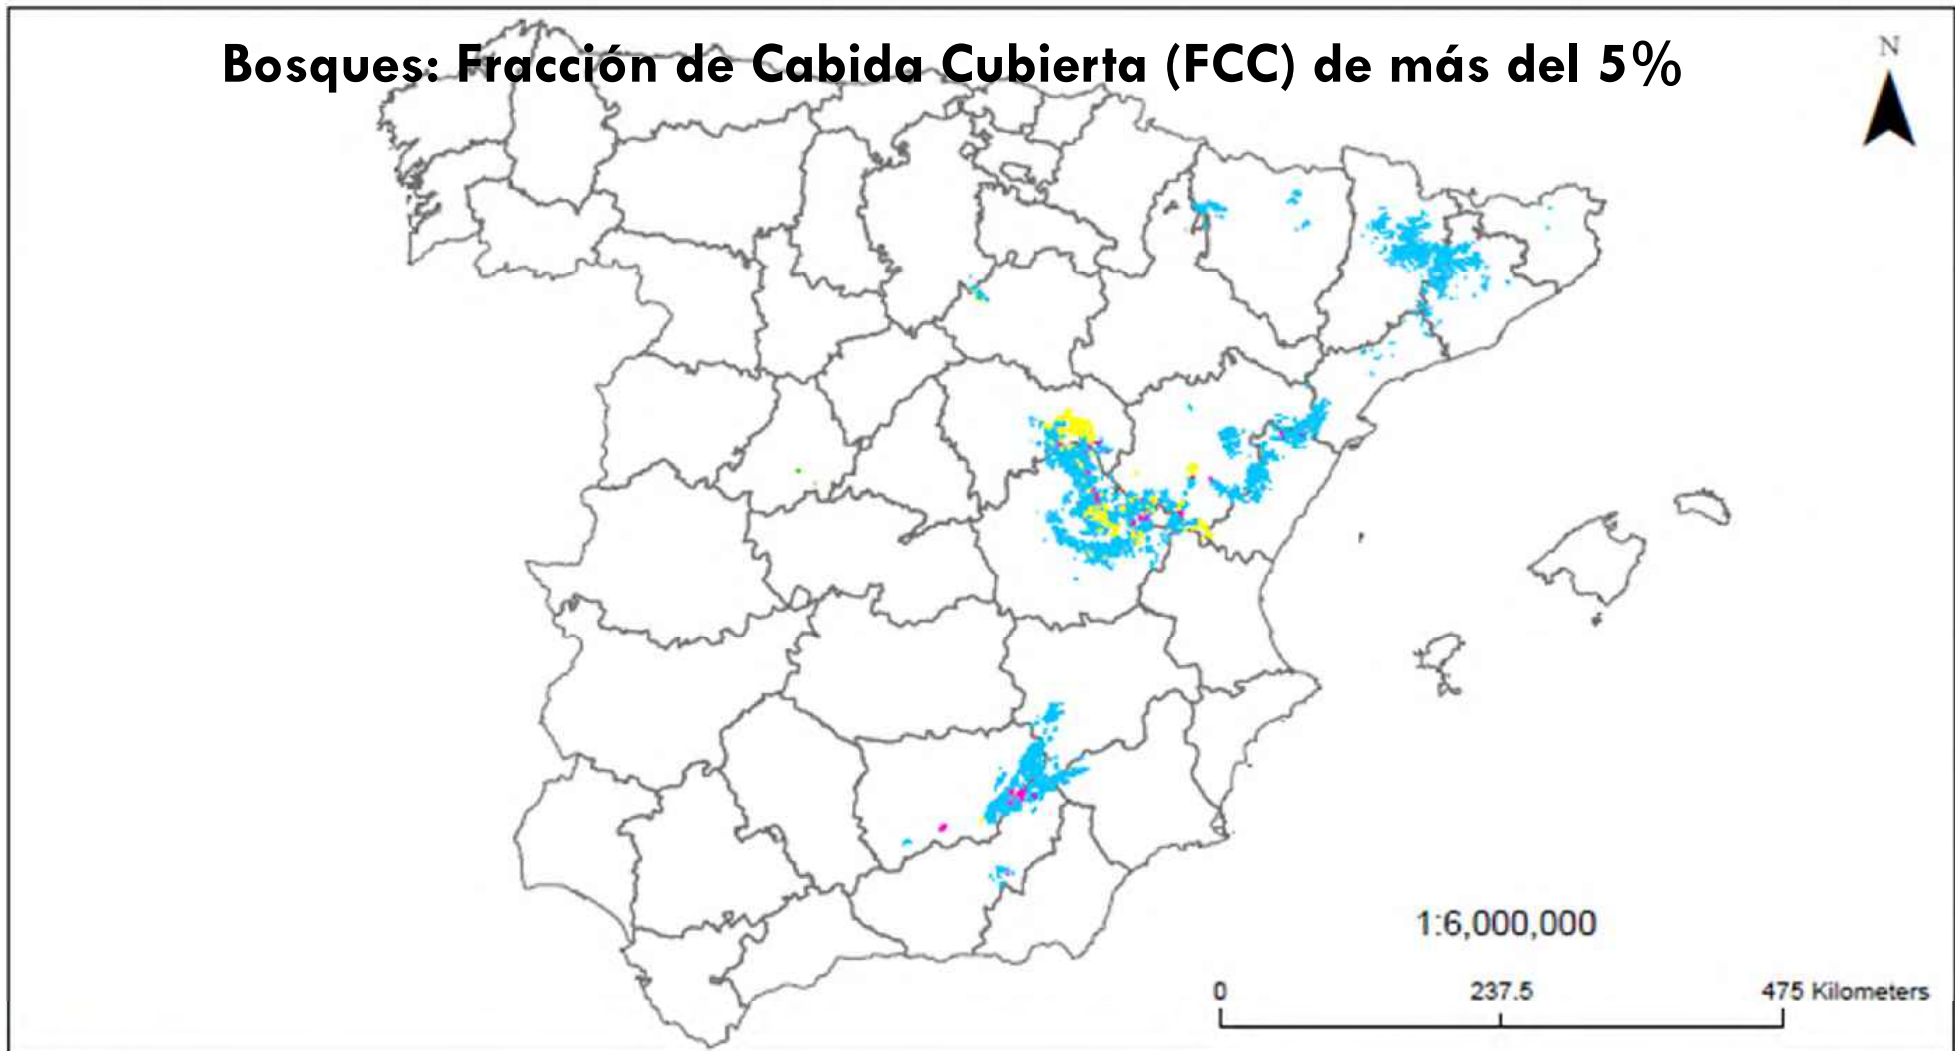 Bosques: Fracción de Cabida Cubierta (FCC) de más del 5%
N
1:6,000,000
0 237.5 475 Kilometers